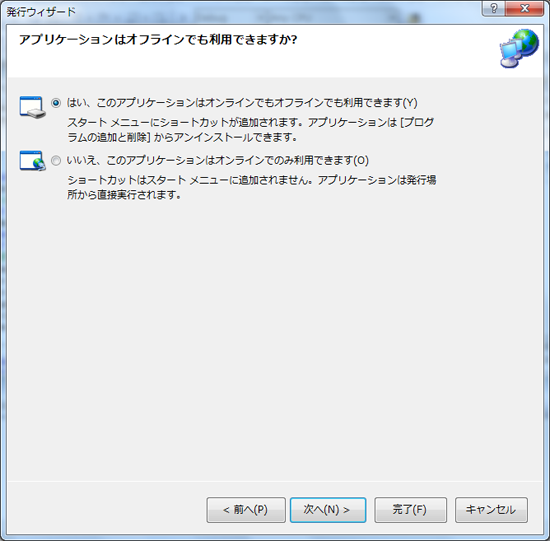 発行ウィザード
アプリケーションはオフラインでも利用できますか?
はい、このアプリケーションはオンラインでもオフラインでも利用できます(Y)
スタート メニューにショートカットが追加されます。アプリケーションは [プログ
ラムの追加と削除] からアンインストールできます。
いいえ、このアプリケーションはオンラインでのみ利用できます(O)
ショートカットはスタート メニューに追加されません。アプリケーションは発行場
所から直接実行されます。
< 前へ(P)
次へ(N) >
完了(F)
キャンセル